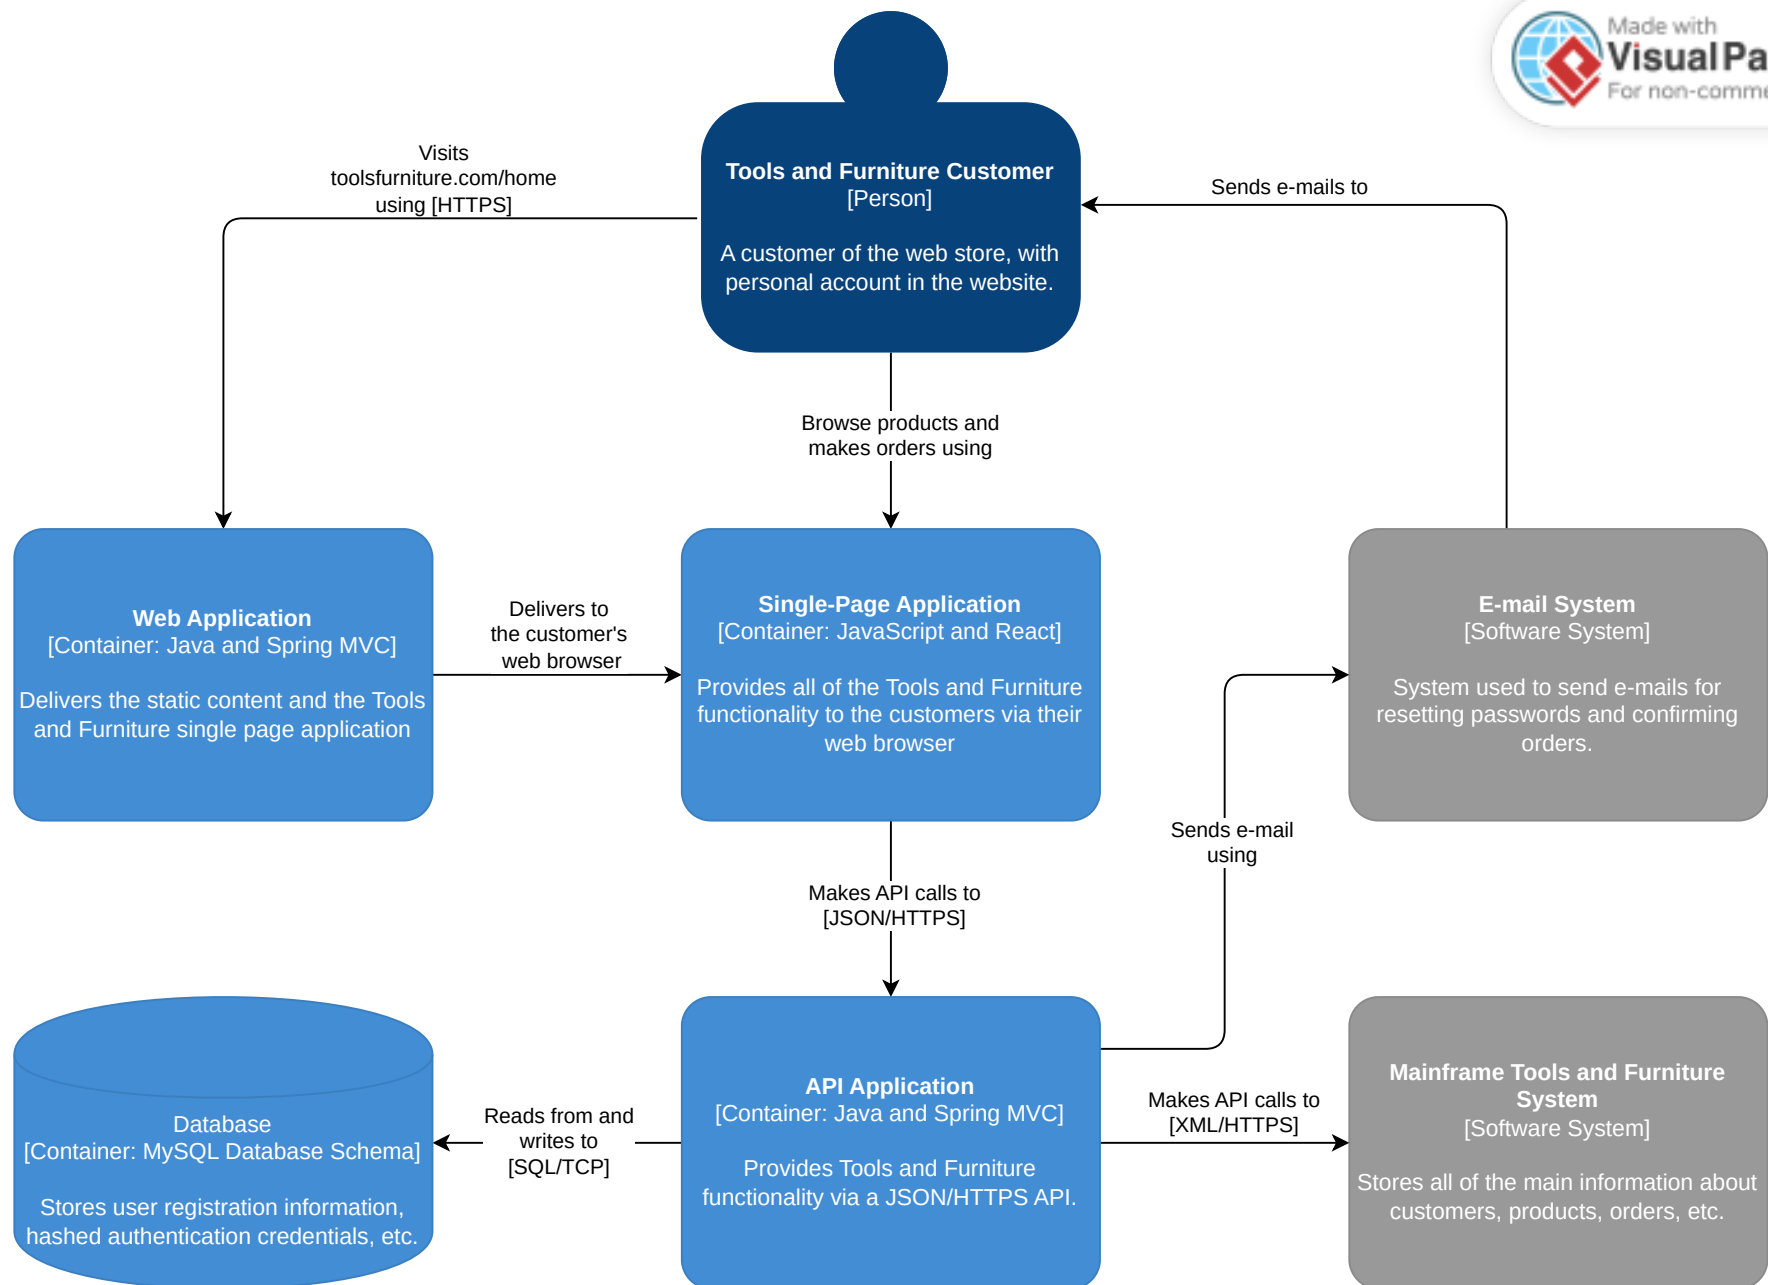 Made with
For non-comme
Visual Pa
Tools and Furniture Customer
[Person]
A customer of the web store, with
personal account in the website.
Visits
toolsfurniture.com/home
using [HTTPS]
Sends e-mails to
Browse products and
makes orders using
Web Application
[Container: Java and Spring MVC]
Delivers the static content and the Tools
and Furniture single page application
Delivers to
the customer's
web browser
Single-Page Application
[Container: JavaScript and React]
Provides all of the Tools and Furniture
functionality to the customers via their
web browser
E-mail System
[Software System]
System used to send e-mails for
resetting passwords and confirming
orders.
Sends e-mail
using
Makes API calls to
[JSON/HTTPS]
Database
[Container: MySQL Database Schema]
Stores user registration information,
hashed authentication credentials, etc.
Reads from and
writes to
[SQL/TCP]
API Application
[Container: Java and Spring MVC]
Provides Tools and Furniture
functionality via a JSON/HTTPS API.
Makes API calls to
[XML/HTTPS]
Mainframe Tools and Furniture
System
[Software System]
Stores all of the main information about
customers, products, orders, etc.